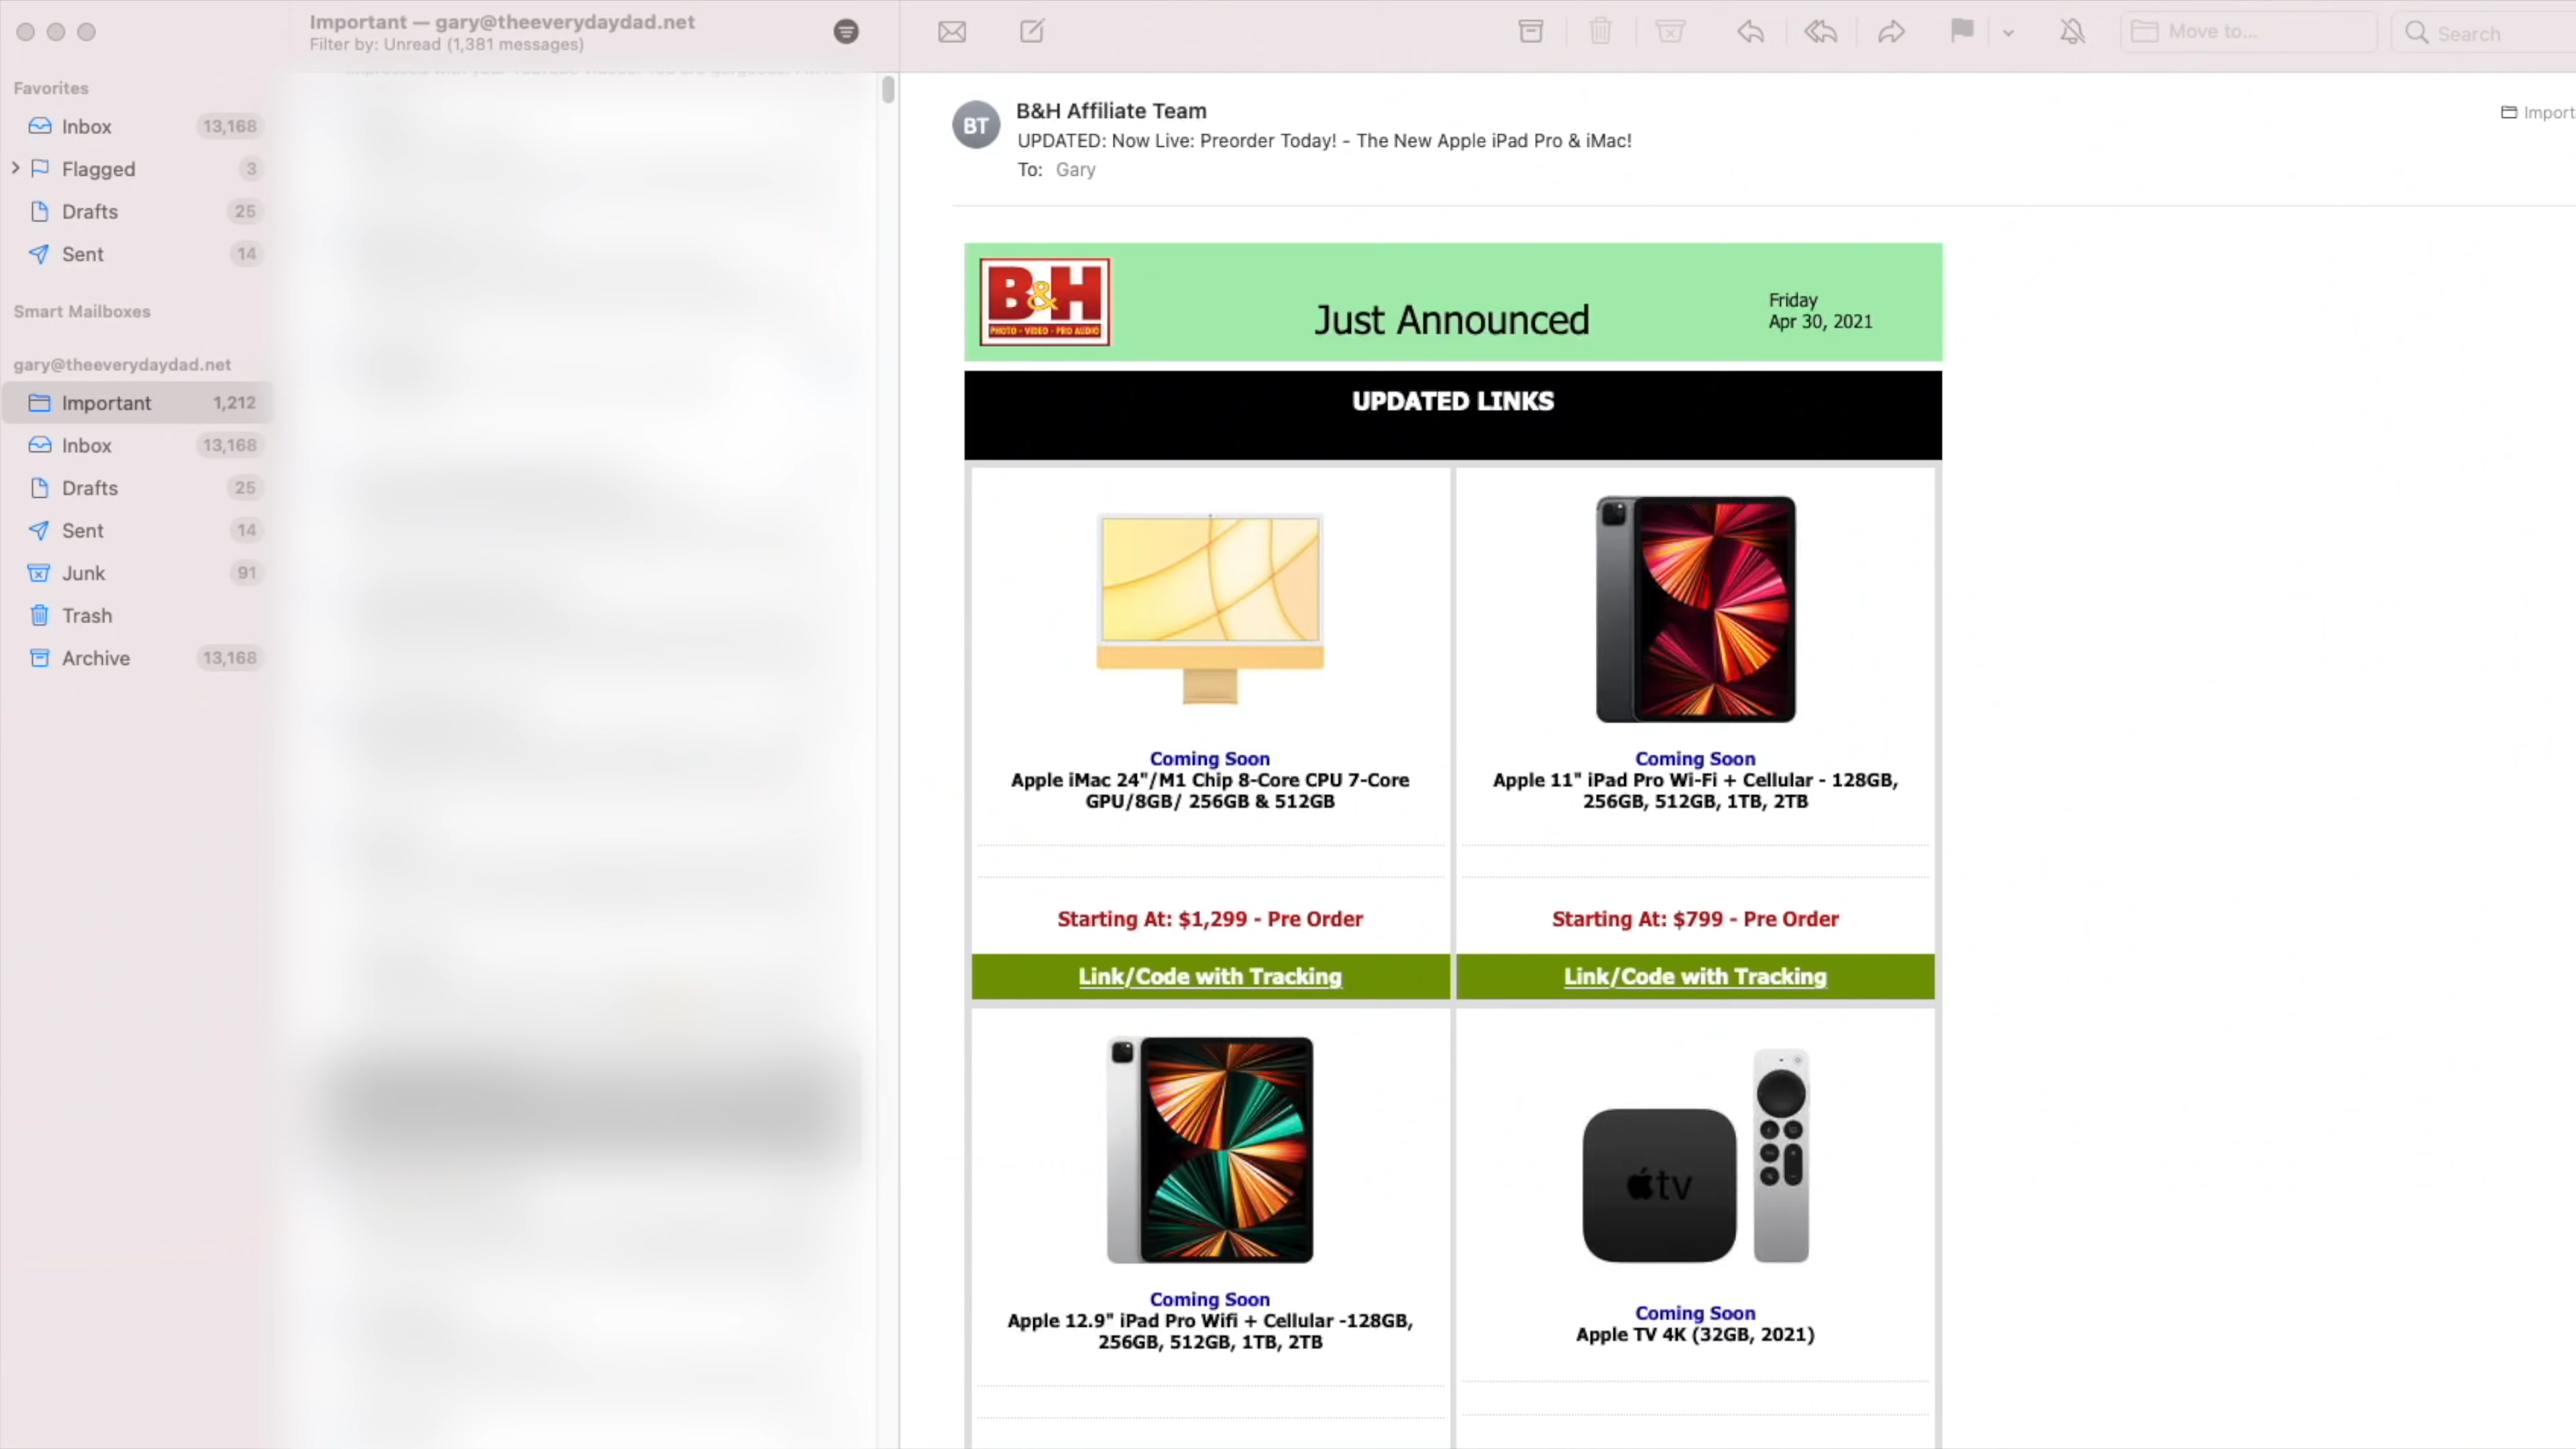 Important — gary@theeverydaydad.net
Filter by: Unread (1,381 messages)
Move to...
Search
Favorites
Inbox 13,168
Flagged 3
Drafts 25
Sent 14
Smart Mailboxes
gary@theeverydaydad.net
Important 1,212
Inbox 13,168
Drafts 25
Sent 14
Junk 91
Trash
Archive 13,168
BT
B&H Affiliate Team
Import
UPDATED: Now Live: Preorder Today! - The New Apple iPad Pro & iMac!
To: Gary
B&H
PHOTO - VIDEO - PRO AUDIO
Just Announced
Friday
Apr 30, 2021
UPDATED LINKS
Coming Soon
Apple iMac 24"/M1 Chip 8-Core CPU 7-Core
GPU/8GB/ 256GB & 512GB
Starting At: $1,299 - Pre Order
Link/Code with Tracking
Coming Soon
Apple 11" iPad Pro Wi-Fi + Cellular - 128GB,
256GB, 512GB, 1TB, 2TB
Starting At: $799 - Pre Order
Link/Code with Tracking
Coming Soon
Apple 12.9" iPad Pro Wifi + Cellular -128GB,
256GB, 512GB, 1TB, 2TB
tv
Coming Soon
Apple TV 4K (32GB, 2021)